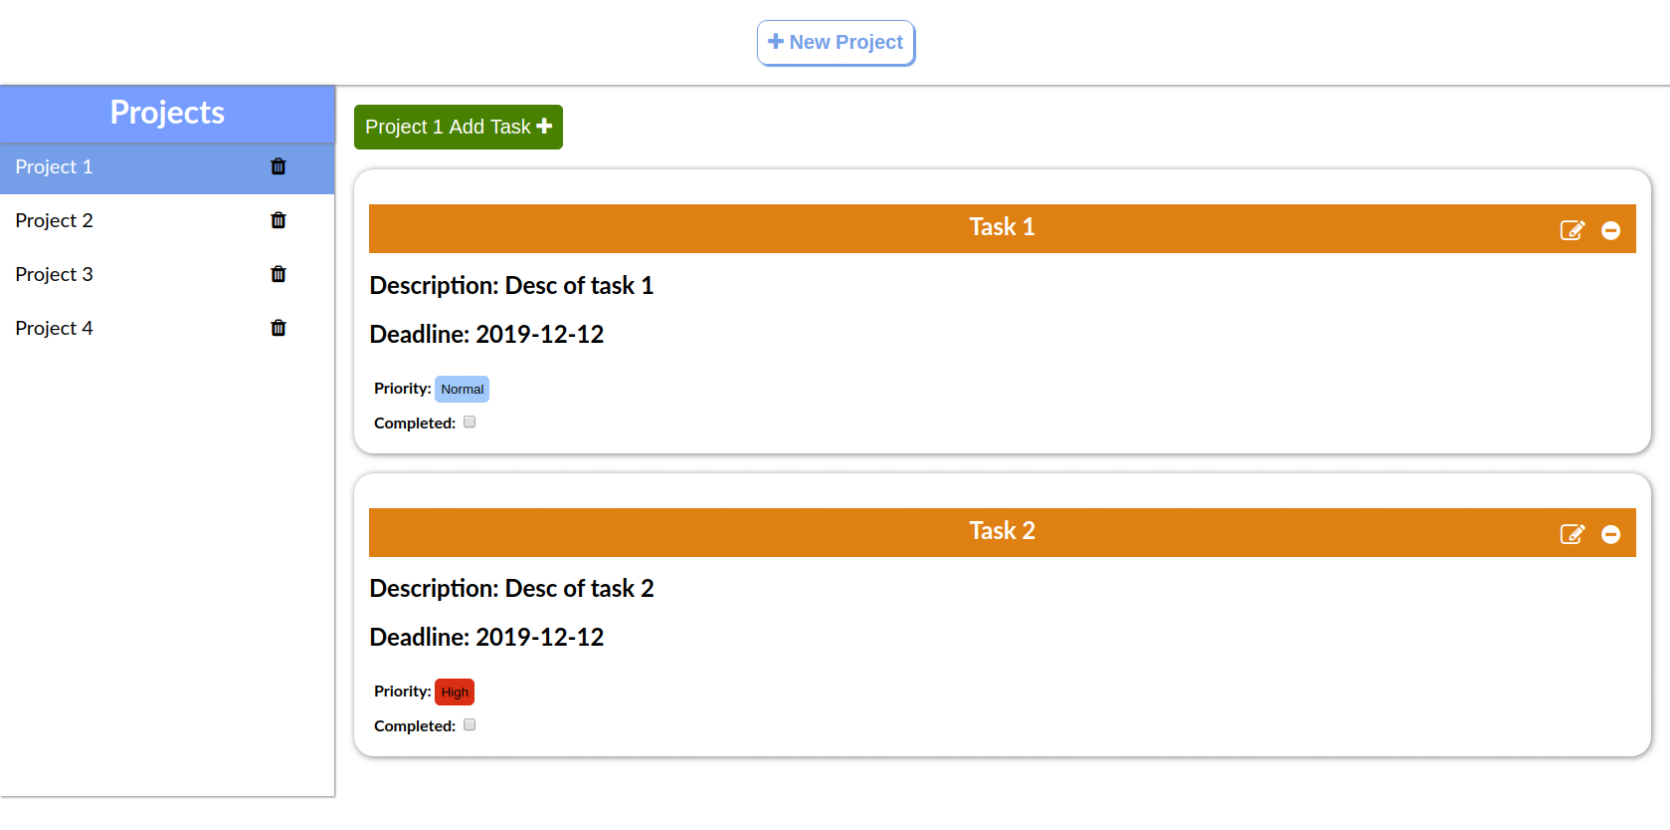 New Project
Projects
Project 1
Project 2
Project 3
Project 4
Project 1 Add Task
Task 1
Description: Desc of task 1
Deadline: 2019-12-12
Priority: Normal
Completed:
Task 2
Description: Desc of task 2
Deadline: 2019-12-12
Priority: High
Completed: